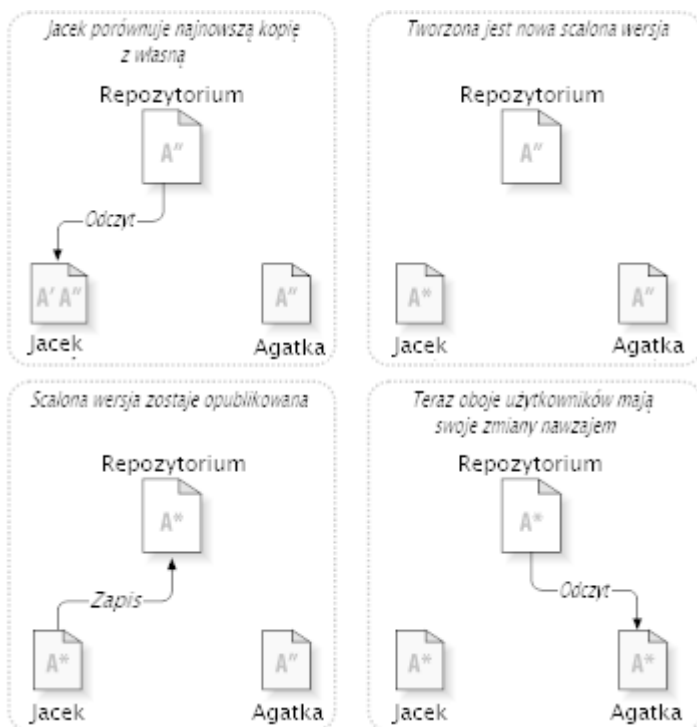 Jacek porównuje najnowszą kopię
z własną
Repozytorium
A”
Odczyt
A’ A”
A”
Jacek
Agatka
Tworzona jest nowa scalona wersja
Repozytorium
A”
A*
A”
Jacek
Agatka
Scalona wersja zostaje opublikowana
Repozytorium
A*
Zapis
A*
A”
Jacek
Agatka
Teraz oboje użytkowników mają
swoje zmiany nawzajem
Repozytorium
A*
Odczyt
A*
A*
Jacek
Agatka